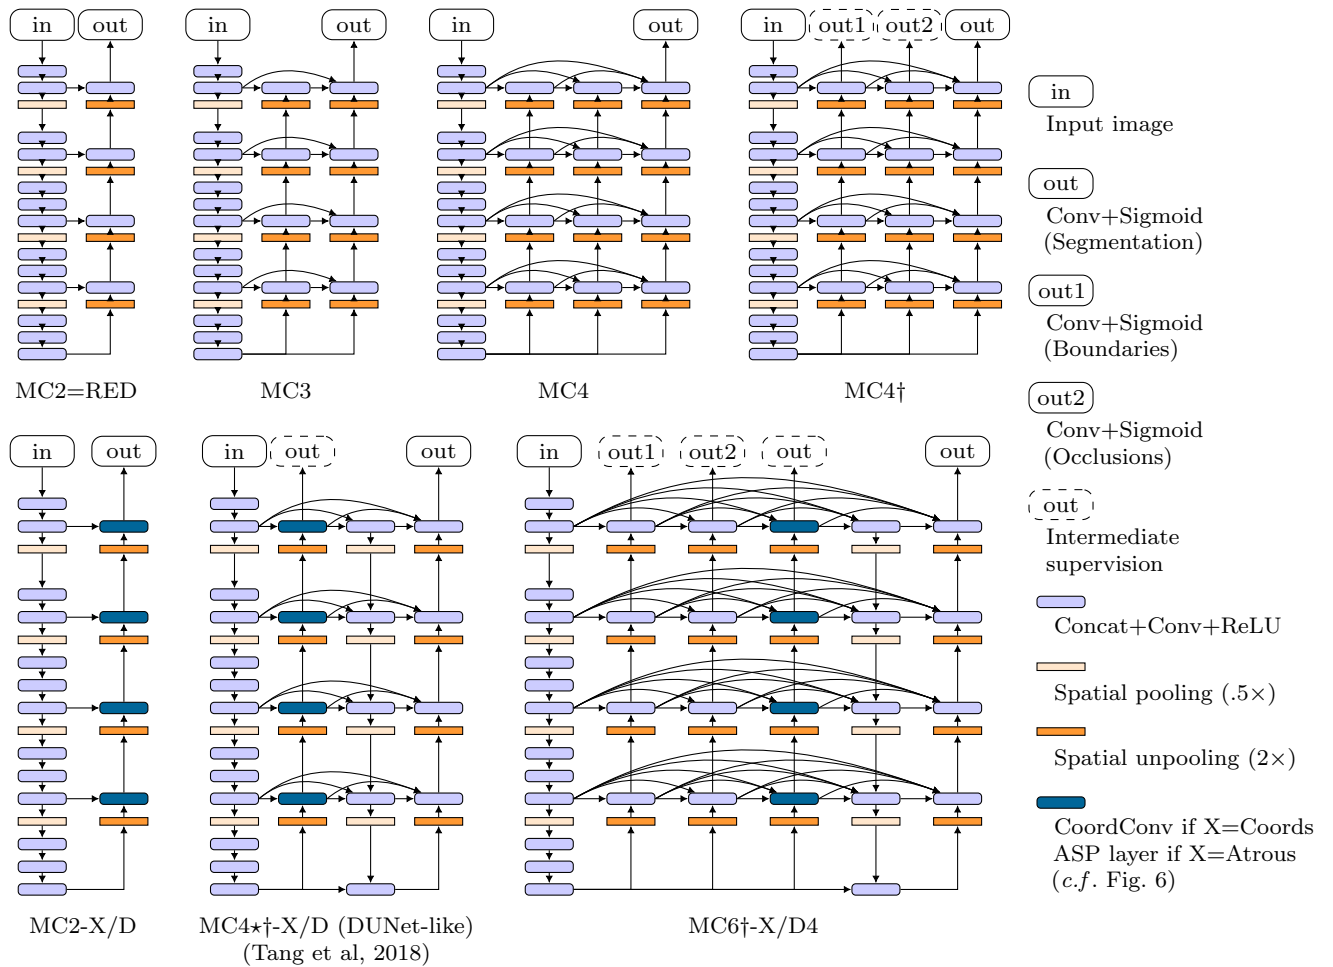 in out
in out
in out
in out1 out2 out
MC2=RED
MC3
MC4
MC4†
in out
in out out
in out1 out2 out out
MC2-X/D
MC4⋆†-X/D (DUNet-like)
(Tang et al, 2018)
MC6†-X/D4
in
Input image
out
Conv+Sigmoid
(Segmentation)
out1
Conv+Sigmoid
(Boundaries)
out2
Conv+Sigmoid
(Occlusions)
out
Intermediate
supervision
Concat+Conv+ReLU
Spatial pooling (.5×)
Spatial unpooling (2×)
CoordConv if X=Coords
ASP layer if X=Atrous
(c.f. Fig. 6)